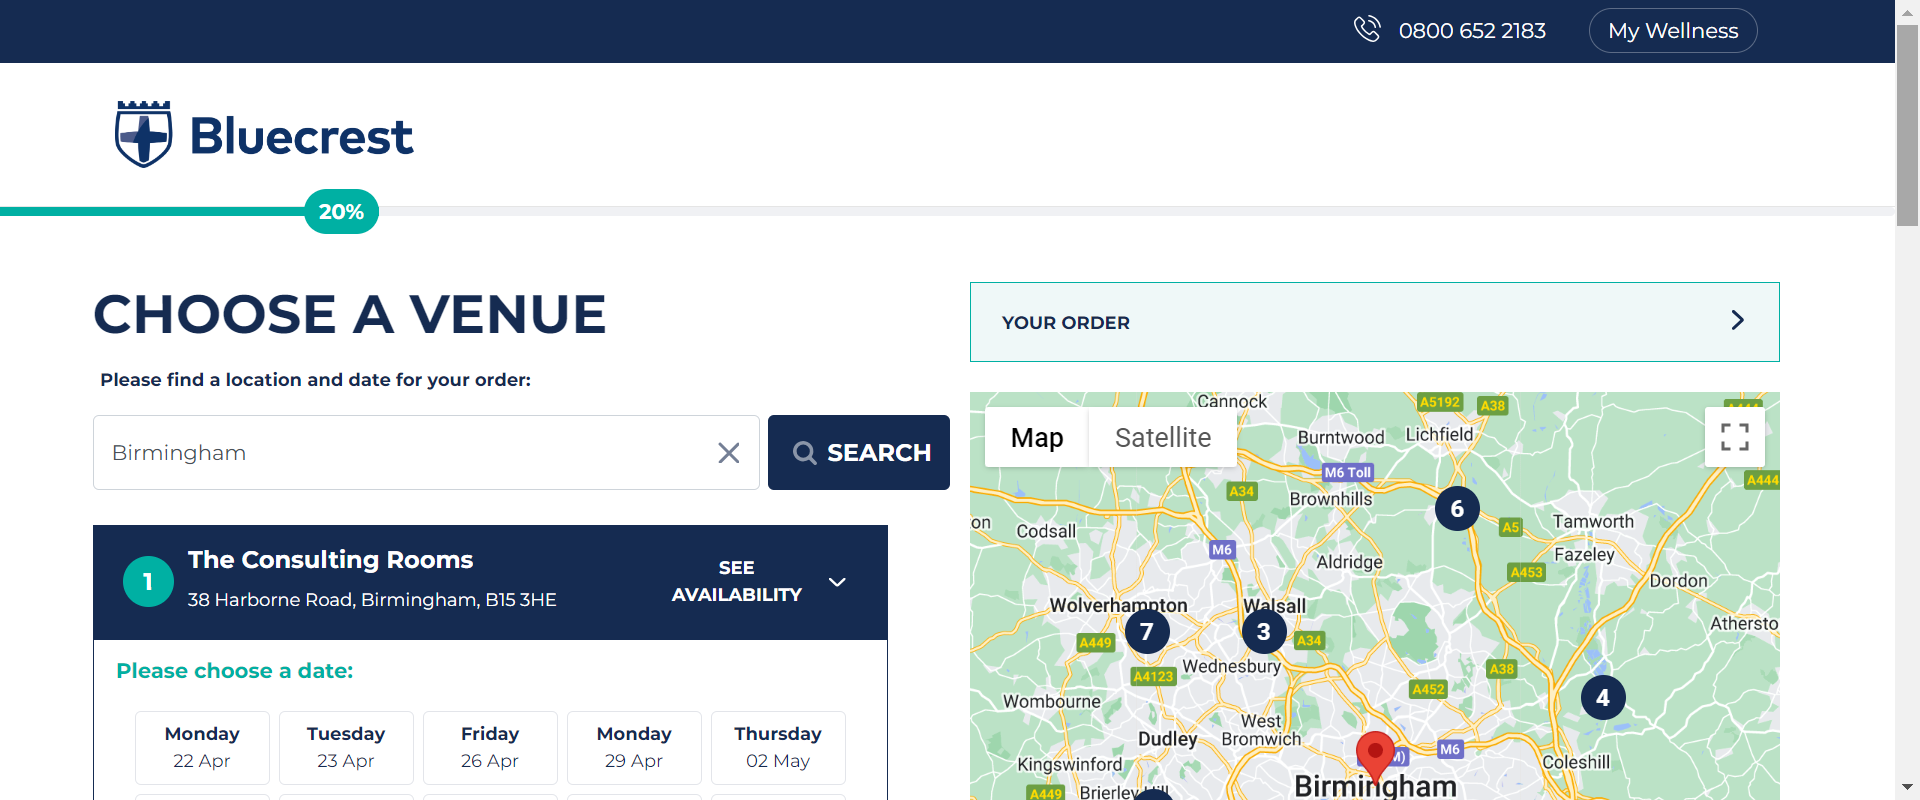 0800 652 2183
My Wellness
Bluecrest
20%
CHOOSE A VENUE
Please find a location and date for your order:
Birmingham
SEARCH
1
The Consulting Rooms
38 Harborne Road, Birmingham, B15 3HE
SEE
AVAILABILITY
Please choose a date:
Monday
22 Apr
Tuesday
23 Apr
Friday
26 Apr
Monday
29 Apr
Thursday
02 May
YOUR ORDER
Map
Satellite
Cannock
A5192
A38
Burntwood
Lichfield
M6 Toll
A444
A34
Brownhills
6
on
Codsall
A5
Tamworth
M6
Fazeley
Aldridge
A453
Dordon
Wolverhampton
Walsall
7
3
A449
A34
Athersto
Wednesbury
A38
A4123
A452
4
Wombourne
West
Bromwich
Dudley
M6
Kingswinford
Coleshill
Birmingham
A449
Brierley Hill